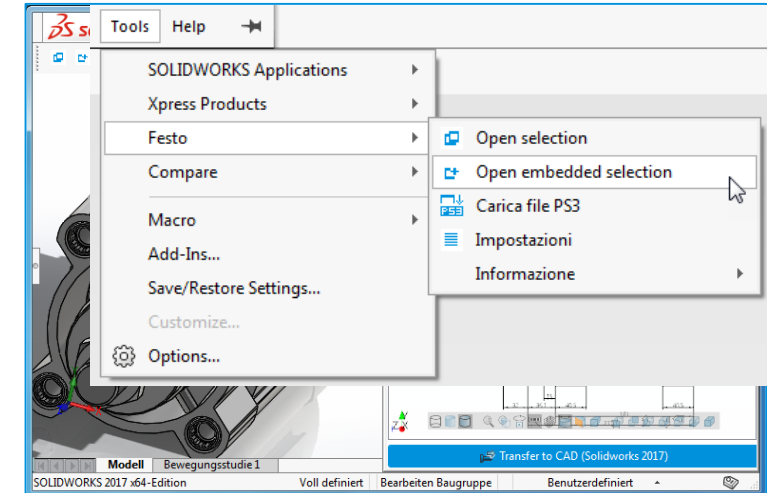 Tools Help
SOLIDWORKS Applications
Xpress Products
Festo
Compare
Macro
Add-Ins...
Save/Restore Settings...
Customize...
Options...
Open selection
Open embedded selection
PS3
Carica file PS3
Impostazioni
Informazione
Transfer to CAD (Solidworks 2017)
Modell Bewegungsstudie 1
SOLIDWORKS 2017 x64-Edition Voll definiert Bearbeiten Baugruppe Benutzerdefiniert